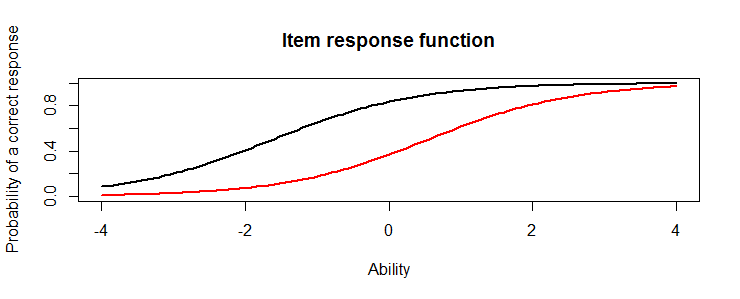 Item response function
Probability of a correct response
0.8
0.4
0.0
-4 -2 0 2 4
Ability